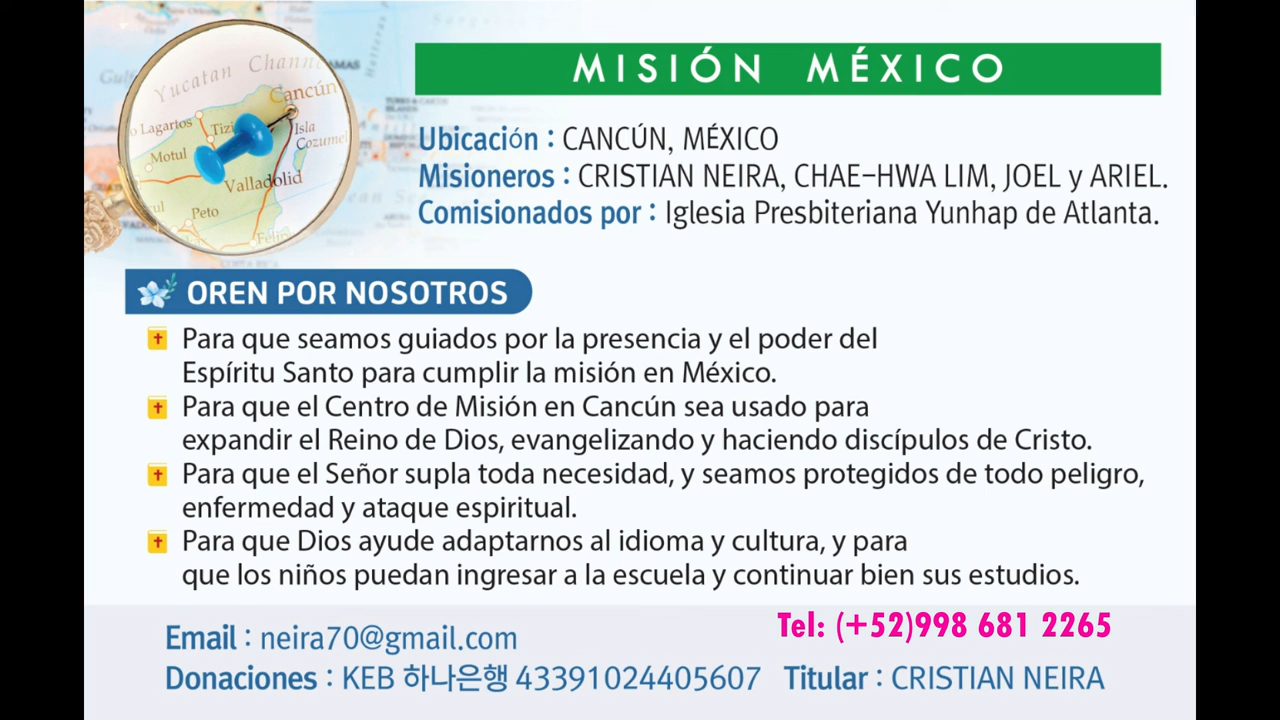 Yucatan Channel
Cancún
Lagartos
Tizi
Isla
Cozumel
Motul
Valladolid
Peto
MISIÓN MÉXICO
Ubicación : CANCÚN, MÉXICO
Misioneros : CRISTIAN NEIRA, CHAE-HWA LIM, JOEL y ARIEL.
Comisionados por : Iglesia Presbiteriana Yunhap de Atlanta.
OREN POR NOSOTROS
Para que seamos guiados por la presencia y el poder del
Espíritu Santo para cumplir la misión en México.
Para que el Centro de Misión en Cancún sea usado para
expandir el Reino de Dios, evangelizando y haciendo discípulos de Cristo.
Para que el Señor supla toda necesidad, y seamos protegidos de todo peligro,
enfermedad y ataque espiritual.
Para que Dios ayude adaptarnos al idioma y cultura, y para
que los niños puedan ingresar a la escuela y continuar bien sus estudios.
Tel: (+52)998 681 2265
Email : neira70@gmail.com
Donaciones : KEB 하나은행 43391024405607 Titular : CRISTIAN NEIRA